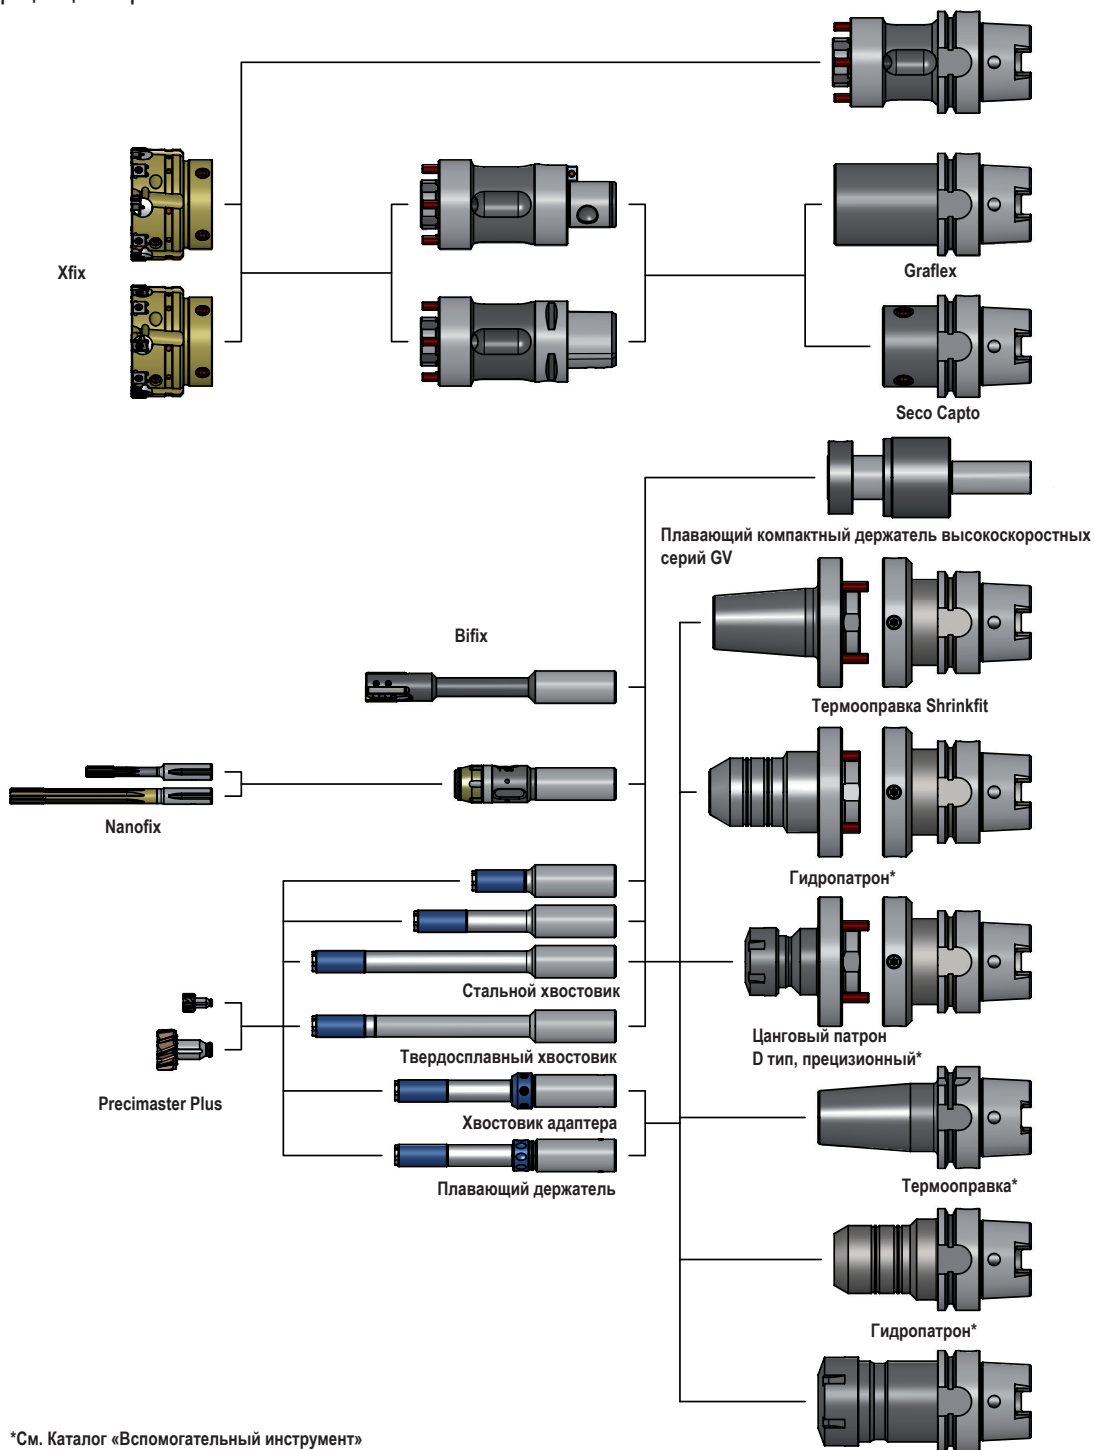 Xfix
Graflex
Seco Capto
Плавающий компактный держатель высокоскоростных
серий GV
Bifix
Термооправка Shrinkfit
Nanofix
Гидропатрон*
Стальной хвостовик
Твердосплавный хвостовик
Цанговый патрон
D тип, прецизионный*
Precimaster Plus
Хвостовик адаптера
Плавающий держатель
Термооправка*
Гидропатрон*
*См. Каталог «Вспомогательный инструмент»